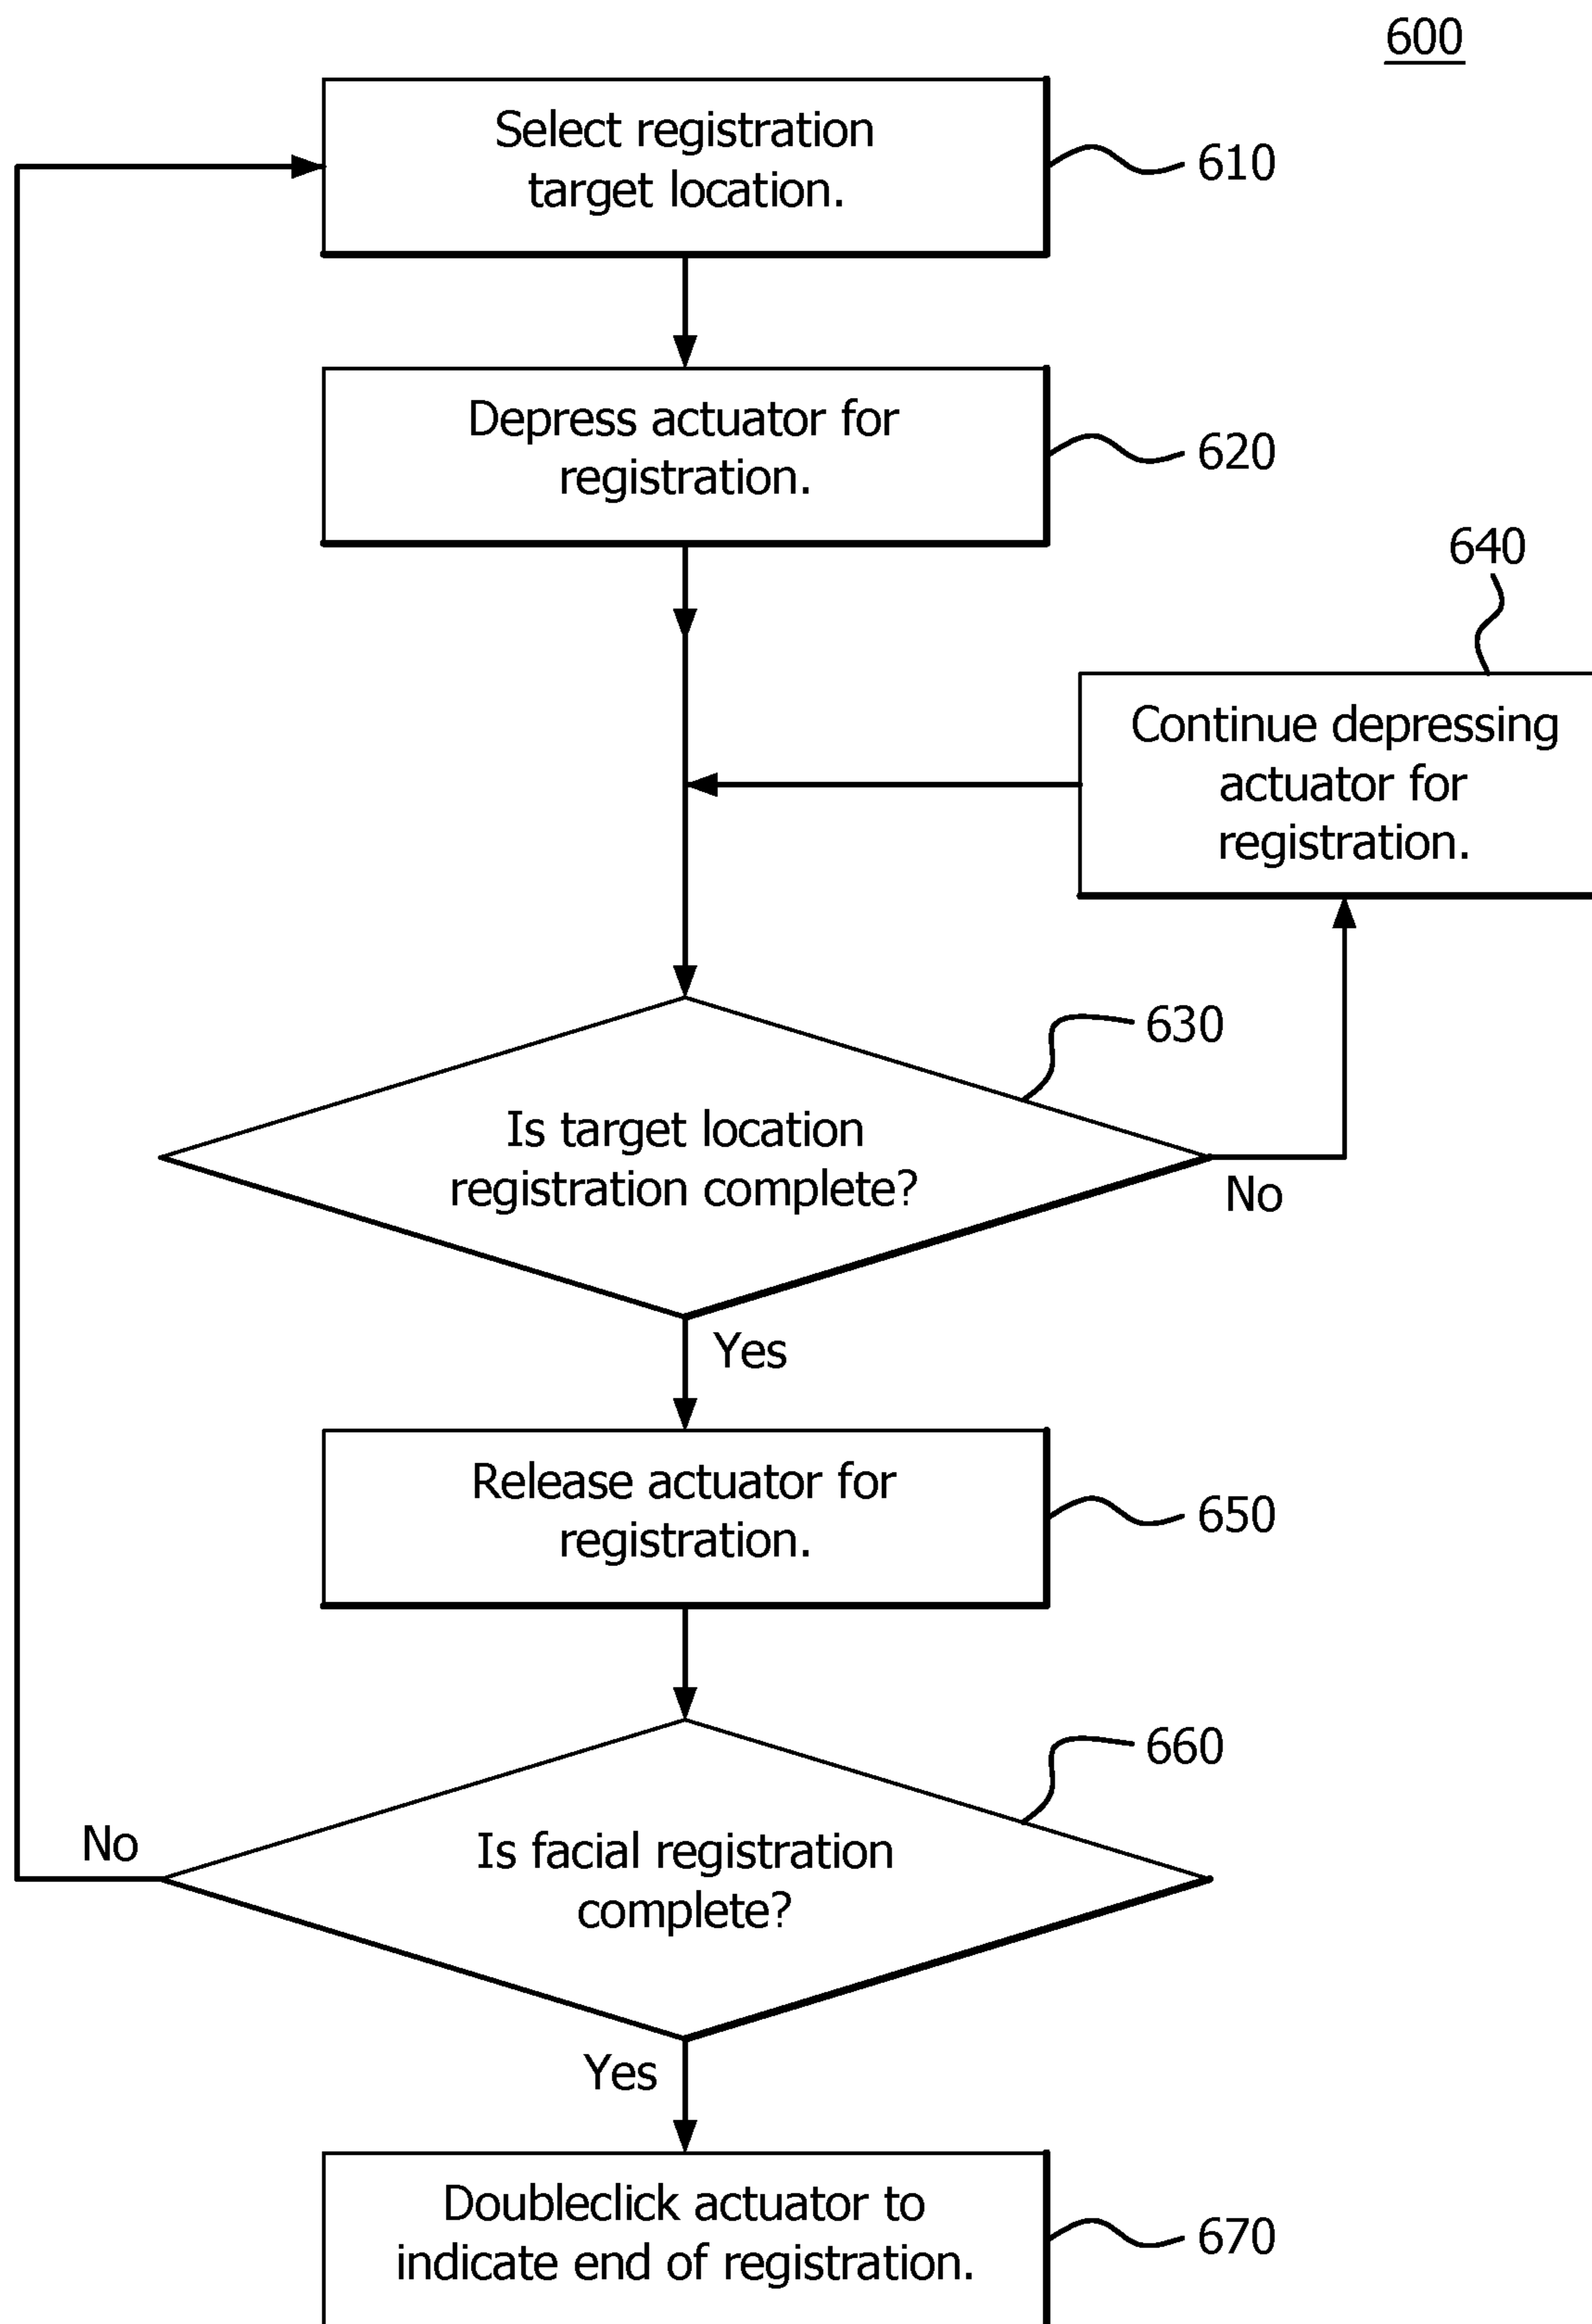 600
Select registration
target location.
610
Depress actuator for
registration.
620
640
Continue depressing
actuator for
registration.
630
Is target location
registration complete?
No
Yes
Release actuator for
registration.
650
660
No
Is facial registration
complete?
Yes
Doubleclick actuator to
indicate end of registration.
670